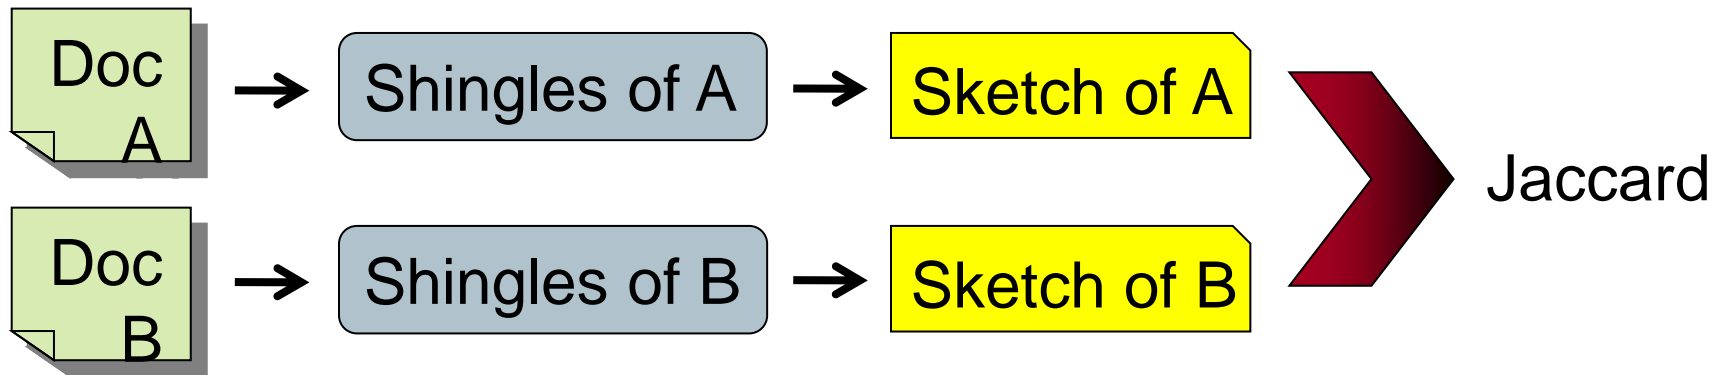 Doc
A
Shingles of A
Sketch of A
Doc
B
Shingles of B
Sketch of B
Jaccard